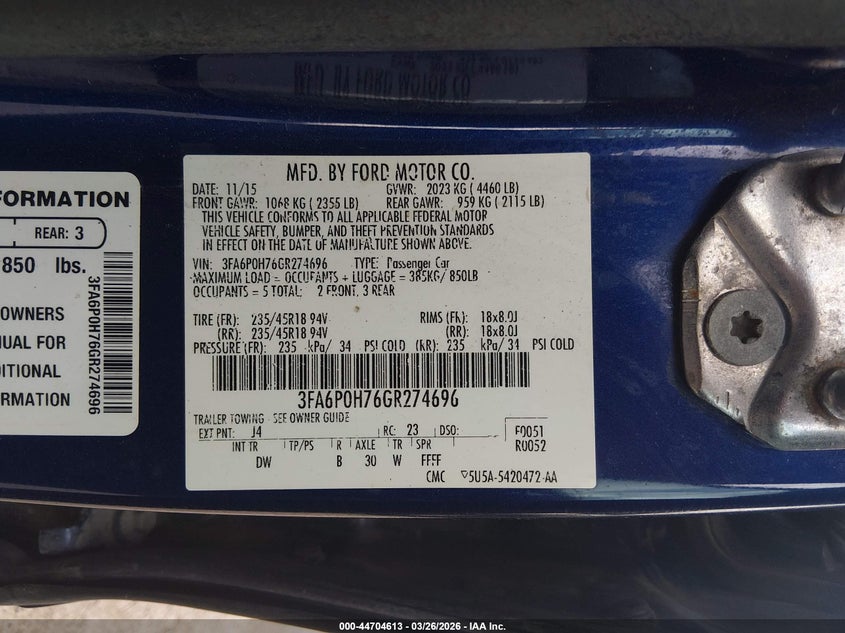 FORMATION
REAR: 3
850 lbs.
OWNERS
NUAL FOR
DITIONAL
FORMATION
3FA6P0H76GR274696
MFD. BY FORD MOTOR CO.
DATE: 11/15 GVWR: 2023 KG ( 4460 LB)
FRONT GAWR: 1068 KG ( 2355 LB) REAR GAWR: 959 KG ( 2115 LB)
THIS VEHICLE CONFORMS TO ALL APPLICABLE FEDERAL MOTOR
VEHICLE SAFETY, BUMPER, AND THEFT PREVENTION STANDARDS
IN EFFECT ON THE DATE OF MANUFACTURE SHOWN ABOVE.
VIN: 3FA6P0H76GR274696 TYPE: Passenger Car
MAXIMUM LOAD = OCCUPANTS + LUGGAGE = 385KG/ 850LB
OCCUPANTS = 5 TOTAL: 2 FRONT, 3 REAR
TIRE (FR): 235/45R18 94V RIMS (FR): 18x8.0J
(RR): 235/45R18 94V (RR): 18x8.0J
PRESSURE (FR): 235 kPa/ 34 PSI COLD (RR): 235 kPa/ 34 PSI COLD
3FA6P0H76GR274696
TRAILER TOWING - SEE OWNER GUIDE
EXT PNT: J4 RC: 23 DSO: F0051
INT TR TP/PS R AXLE TR SPR R0052
DW B 30 W FFFF
CMC 5U5A-5420472-AA
000-44704613 — 03/26/2026 — IAA Inc.